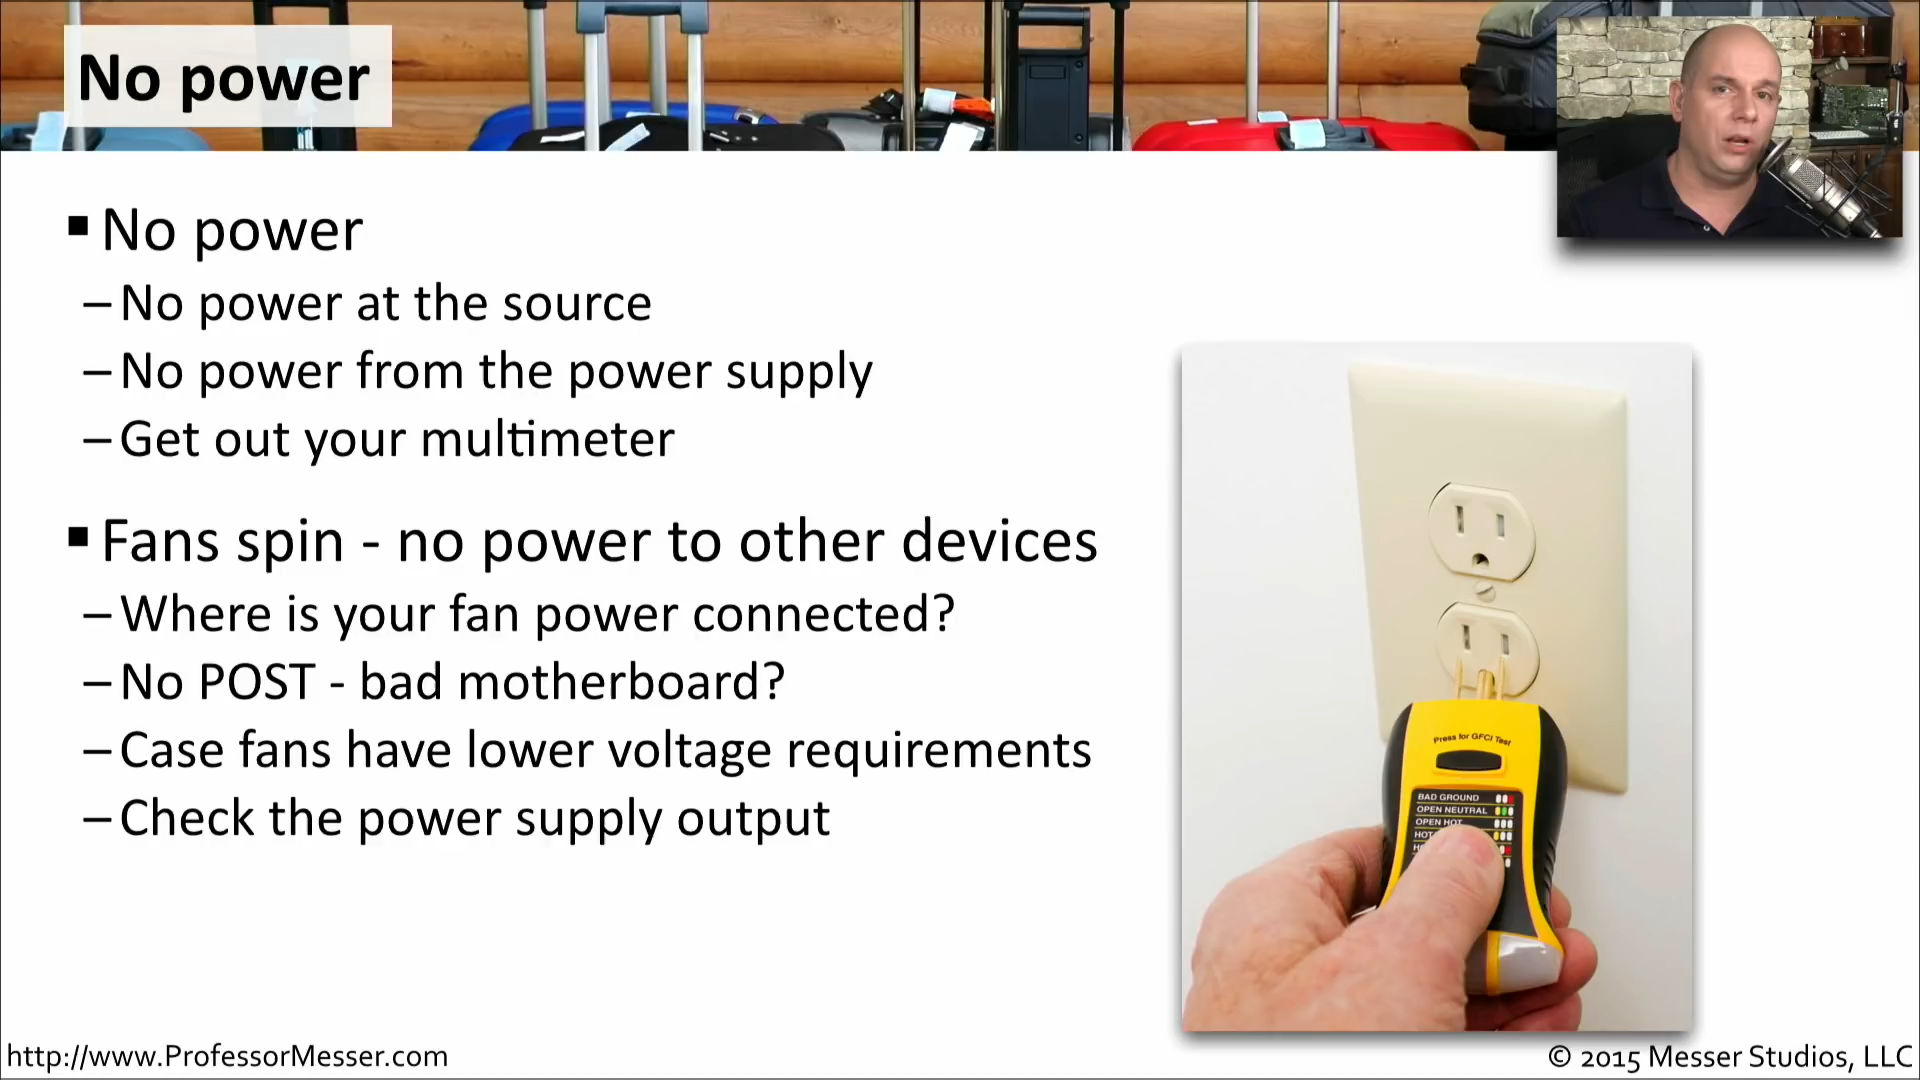 No power
▪ No power
– No power at the source
– No power from the power supply
– Get out your multimeter
▪ Fans spin - no power to other devices
– Where is your fan power connected?
– No POST - bad motherboard?
– Case fans have lower voltage requirements
– Check the power supply output
Press for GFCI Test
BAD GROUND
OPEN NEUTRAL
OPEN HOT
HOT
http://www.ProfessorMesser.com
© 2015 Messer Studios, LLC